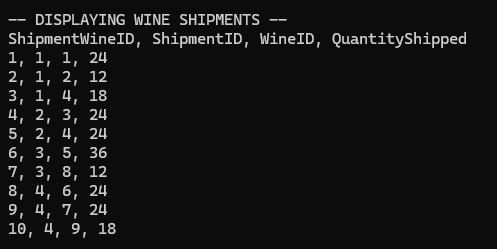 -- DISPLAYING WINE SHIPMENTS --
ShipmentWineID, ShipmentID, WineID, QuantityShipped
1, 1, 1, 24
2, 1, 2, 12
3, 1, 4, 18
4, 2, 3, 24
5, 2, 4, 24
6, 3, 5, 36
7, 3, 8, 12
8, 4, 6, 24
9, 4, 7, 24
10, 4, 9, 18